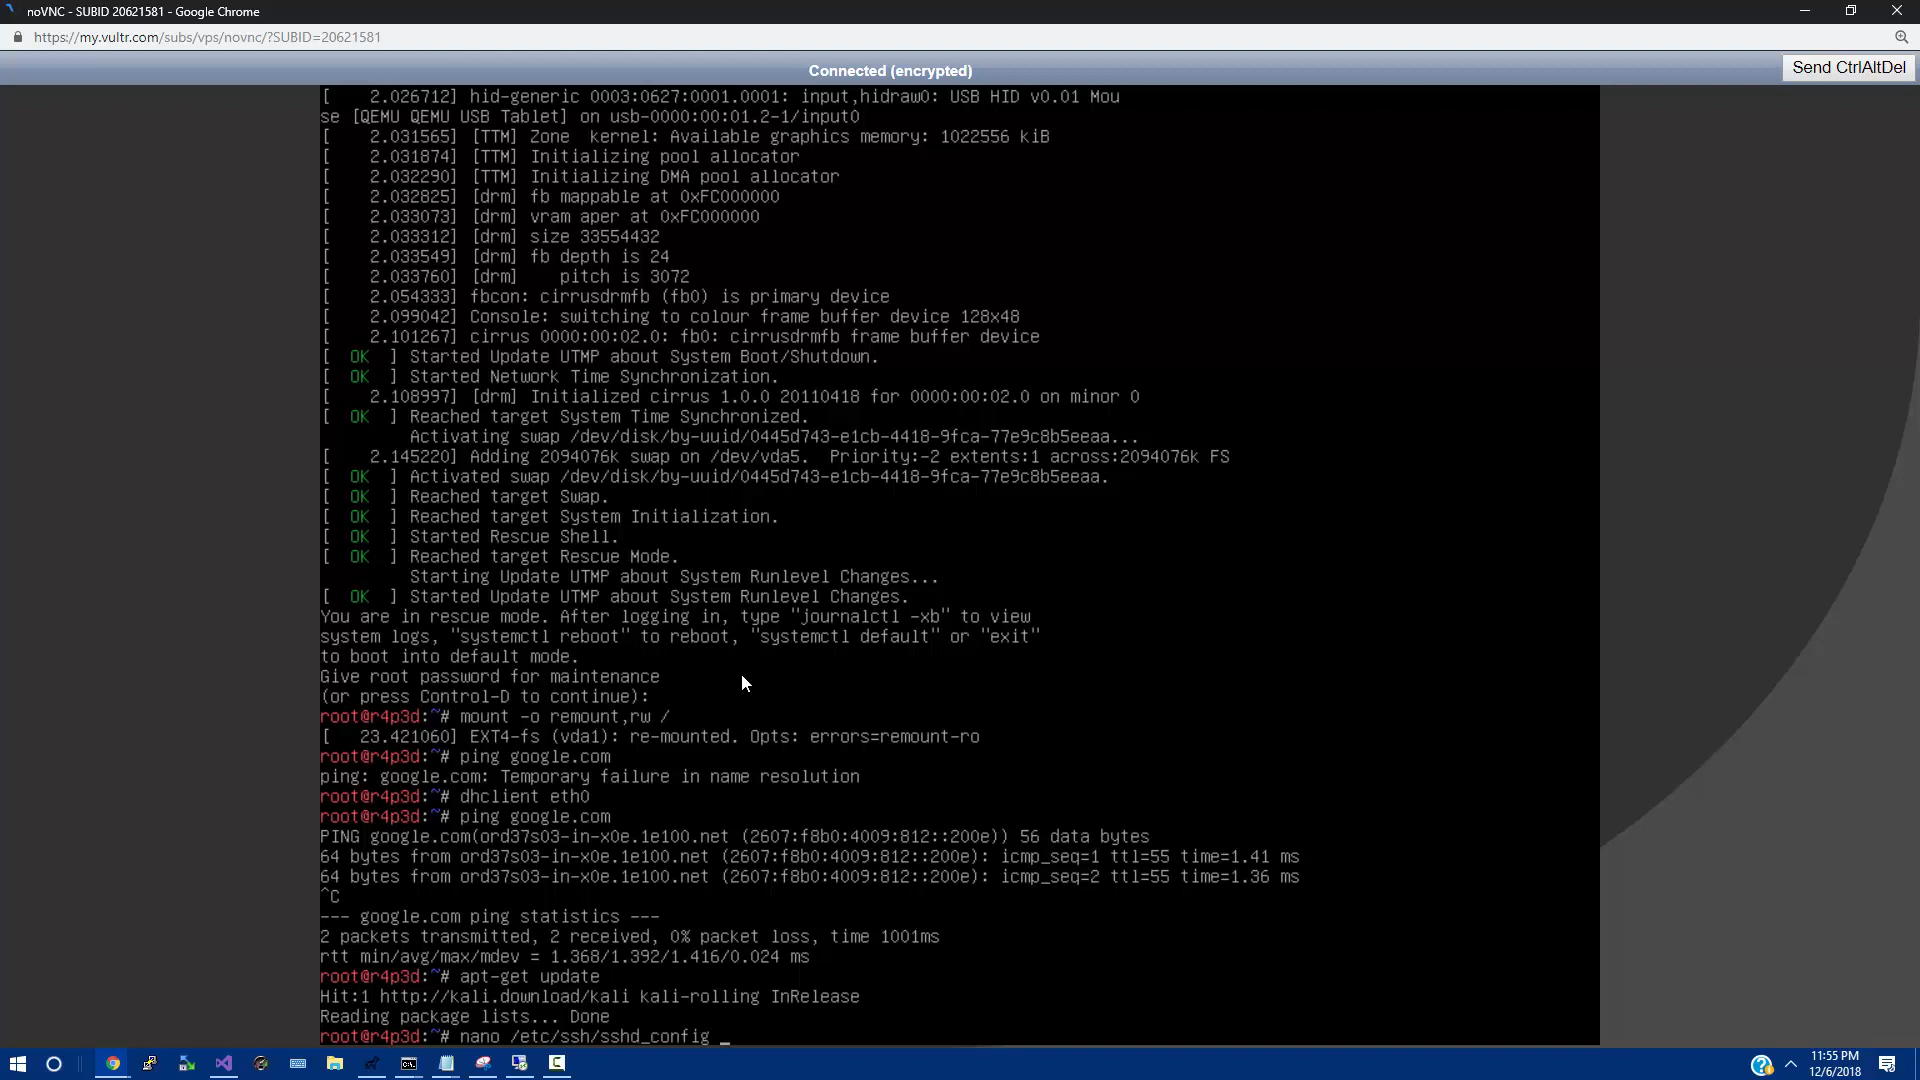 noVNC - SUBID 20621581 - Google Chrome
https://my.vultr.com/subs/vps/novnc/?SUBID=20621581
Connected (encrypted)
Send CtrlAltDel
[    2.026712] hid-generic 0003:0627:0001.0001: input,hidraw0: USB HID v0.01 Mou
se [QEMU QEMU USB Tablet] on usb-0000:00:01.2-1/input0
[    2.031565] [TTM] Zone  kernel: Available graphics memory: 1022556 kiB
[    2.031874] [TTM] Initializing pool allocator
[    2.032290] [TTM] Initializing DMA pool allocator
[    2.032825] [drm] fb mappable at 0xFC000000
[    2.033073] [drm] vram aper at 0xFC000000
[    2.033312] [drm] size 33554432
[    2.033549] [drm] fb depth is 24
[    2.033760] [drm]    pitch is 3072
[    2.054333] fbcon: cirrusdrmfb (fb0) is primary device
[    2.099042] Console: switching to colour frame buffer device 128x48
[    2.101267] cirrus 0000:00:02.0: fb0: cirrusdrmfb frame buffer device
[  OK  ] Started Update UTMP about System Boot/Shutdown.
[  OK  ] Started Network Time Synchronization.
[    2.108997] [drm] Initialized cirrus 1.0.0 20110418 for 0000:00:02.0 on minor 0
[  OK  ] Reached target System Time Synchronized.
Activating swap /dev/disk/by-uuid/0445d743-e1cb-4418-9fca-77e9c8b5eeaa...
[    2.145220] Adding 2094076k swap on /dev/vda5.  Priority:-2 extents:1 across:2094076k FS
[  OK  ] Activated swap /dev/disk/by-uuid/0445d743-e1cb-4418-9fca-77e9c8b5eeaa.
[  OK  ] Reached target Swap.
[  OK  ] Reached target System Initialization.
[  OK  ] Started Rescue Shell.
[  OK  ] Reached target Rescue Mode.
Starting Update UTMP about System Runlevel Changes...
[  OK  ] Started Update UTMP about System Runlevel Changes.
You are in rescue mode. After logging in, type "journalctl -xb" to view
system logs, "systemctl reboot" to reboot, "systemctl default" or "exit"
to boot into default mode.
Give root password for maintenance
(or press Control-D to continue):
root@r4p3d:~# mount -o remount,rw /
[   23.421060] EXT4-fs (vda1): re-mounted. Opts: errors=remount-ro
root@r4p3d:~# ping google.com
ping: google.com: Temporary failure in name resolution
root@r4p3d:~# dhclient eth0
root@r4p3d:~# ping google.com
PING google.com(ord37s03-in-x0e.1e100.net (2607:f8b0:4009:812::200e)) 56 data bytes
64 bytes from ord37s03-in-x0e.1e100.net (2607:f8b0:4009:812::200e): icmp_seq=1 ttl=55 time=1.41 ms
64 bytes from ord37s03-in-x0e.1e100.net (2607:f8b0:4009:812::200e): icmp_seq=2 ttl=55 time=1.36 ms
^C
--- google.com ping statistics ---
2 packets transmitted, 2 received, 0% packet loss, time 1001ms
rtt min/avg/max/mdev = 1.368/1.392/1.416/0.024 ms
root@r4p3d:~# apt-get update
Hit:1 http://kali.download/kali kali-rolling InRelease
Reading package lists... Done
root@r4p3d:~# nano /etc/ssh/sshd_config _
11:55 PM
12/6/2018